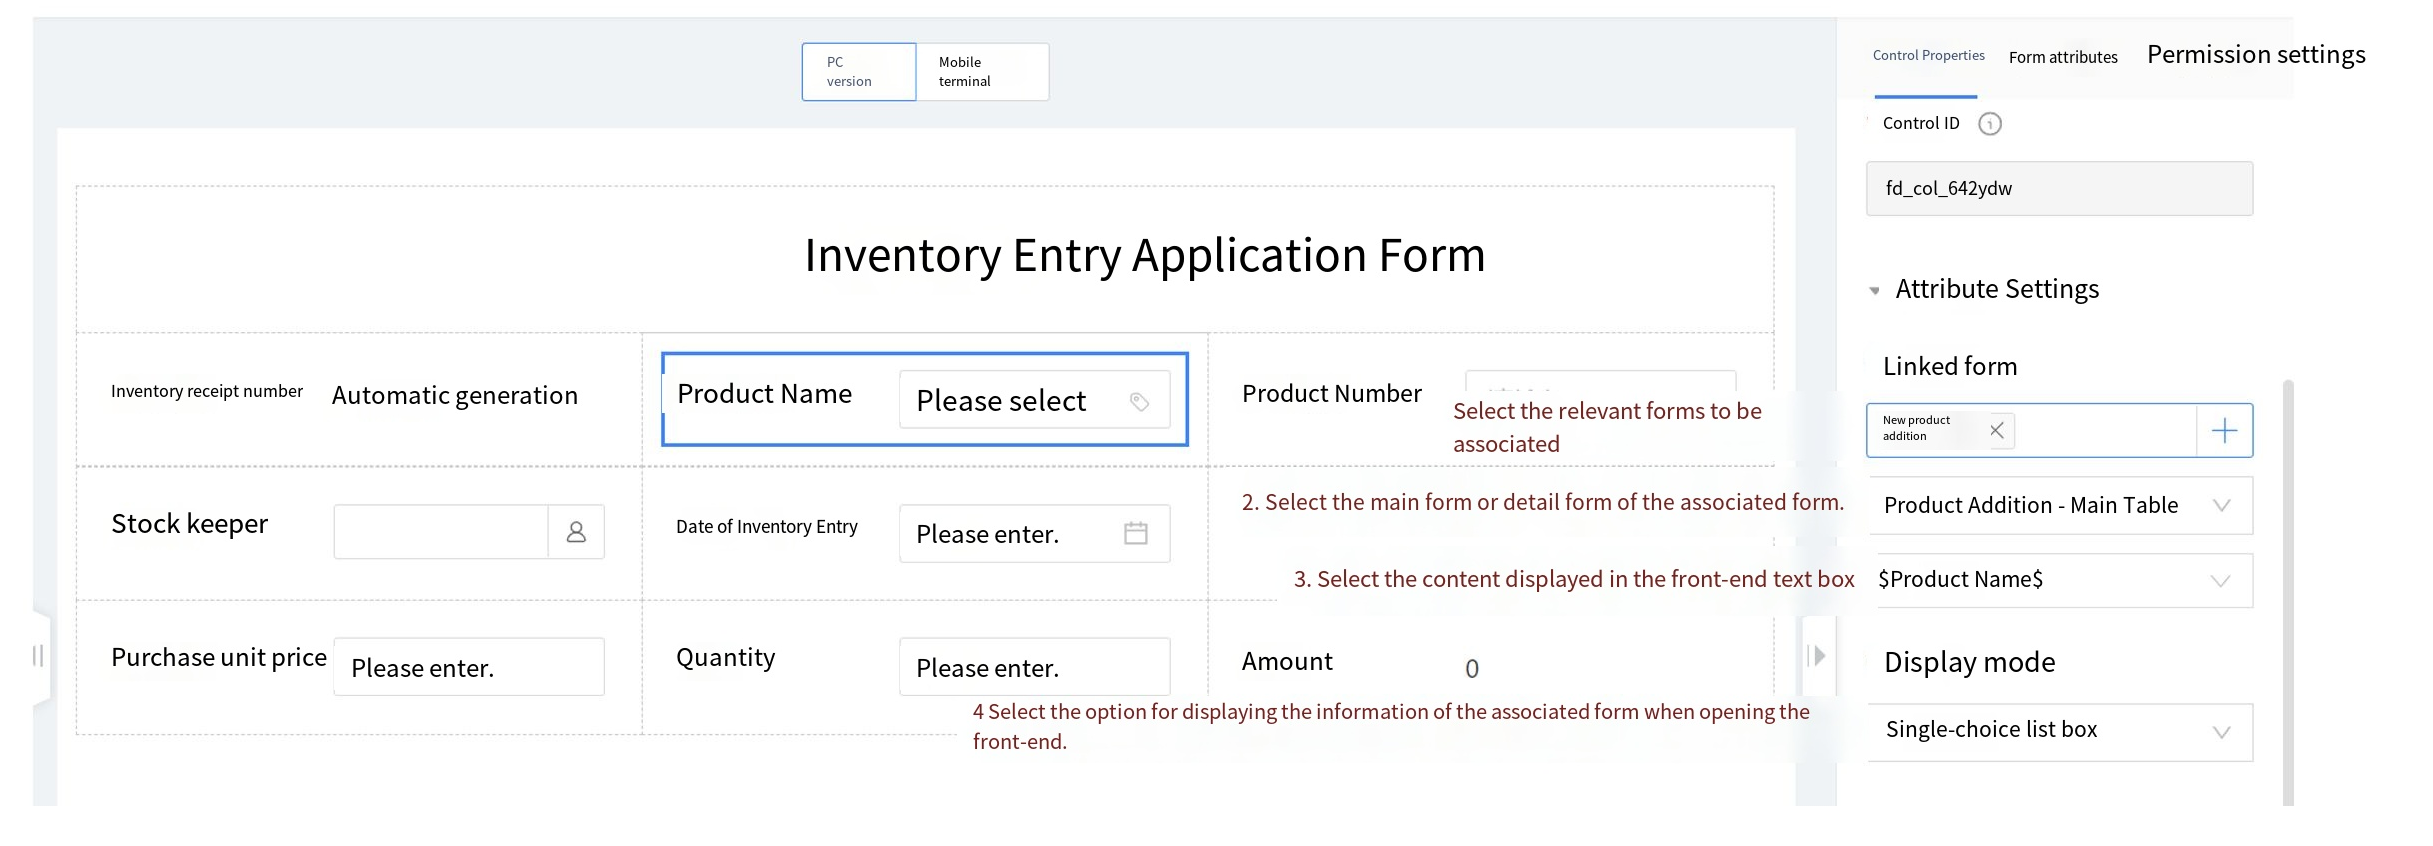 PC
version
Mobile
terminal
Control Properties
Form attributes
Permission settings
Control ID
fd_col_642ydw
Inventory Entry Application Form
Attribute Settings
Linked form
Inventory receipt number
Automatic generation
Product Name
Please select
Product Number
Select the relevant forms to be
associated
New product
addition
2. Select the main form or detail form of the associated form.
Product Addition - Main Table
Stock keeper
Date of Inventory Entry
Please enter.
3. Select the content displayed in the front-end text box
$Product Name$
Purchase unit price
Please enter.
Quantity
Please enter.
Amount
0
Display mode
4 Select the option for displaying the information of the associated form when opening the
front-end.
Single-choice list box